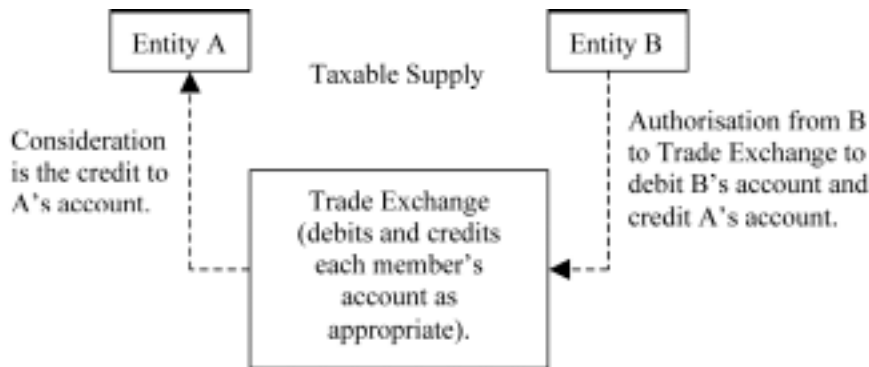 Entity A
Entity B
Taxable Supply
Consideration
is the credit to
A's account.
Authorisation from B
to Trade Exchange to
debit B's account and
credit A's account.
Trade Exchange
(debits and credits
each member's
account as
appropriate).